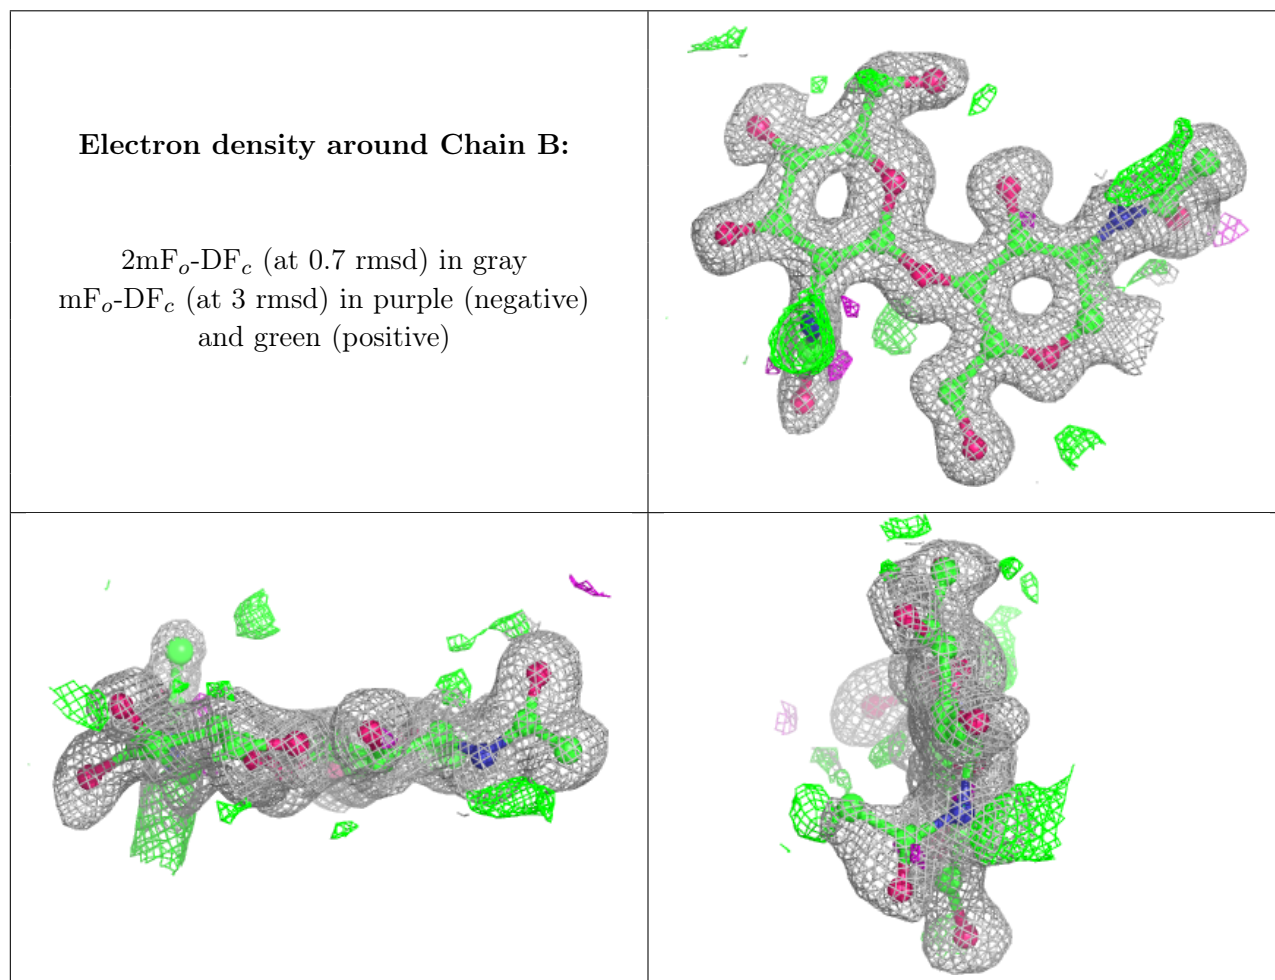 Electron density around Chain B:
2mFₒ-DF𝒸 (at 0.7 rmsd) in gray
mFₒ-DF𝒸 (at 3 rmsd) in purple (negative)
and green (positive)